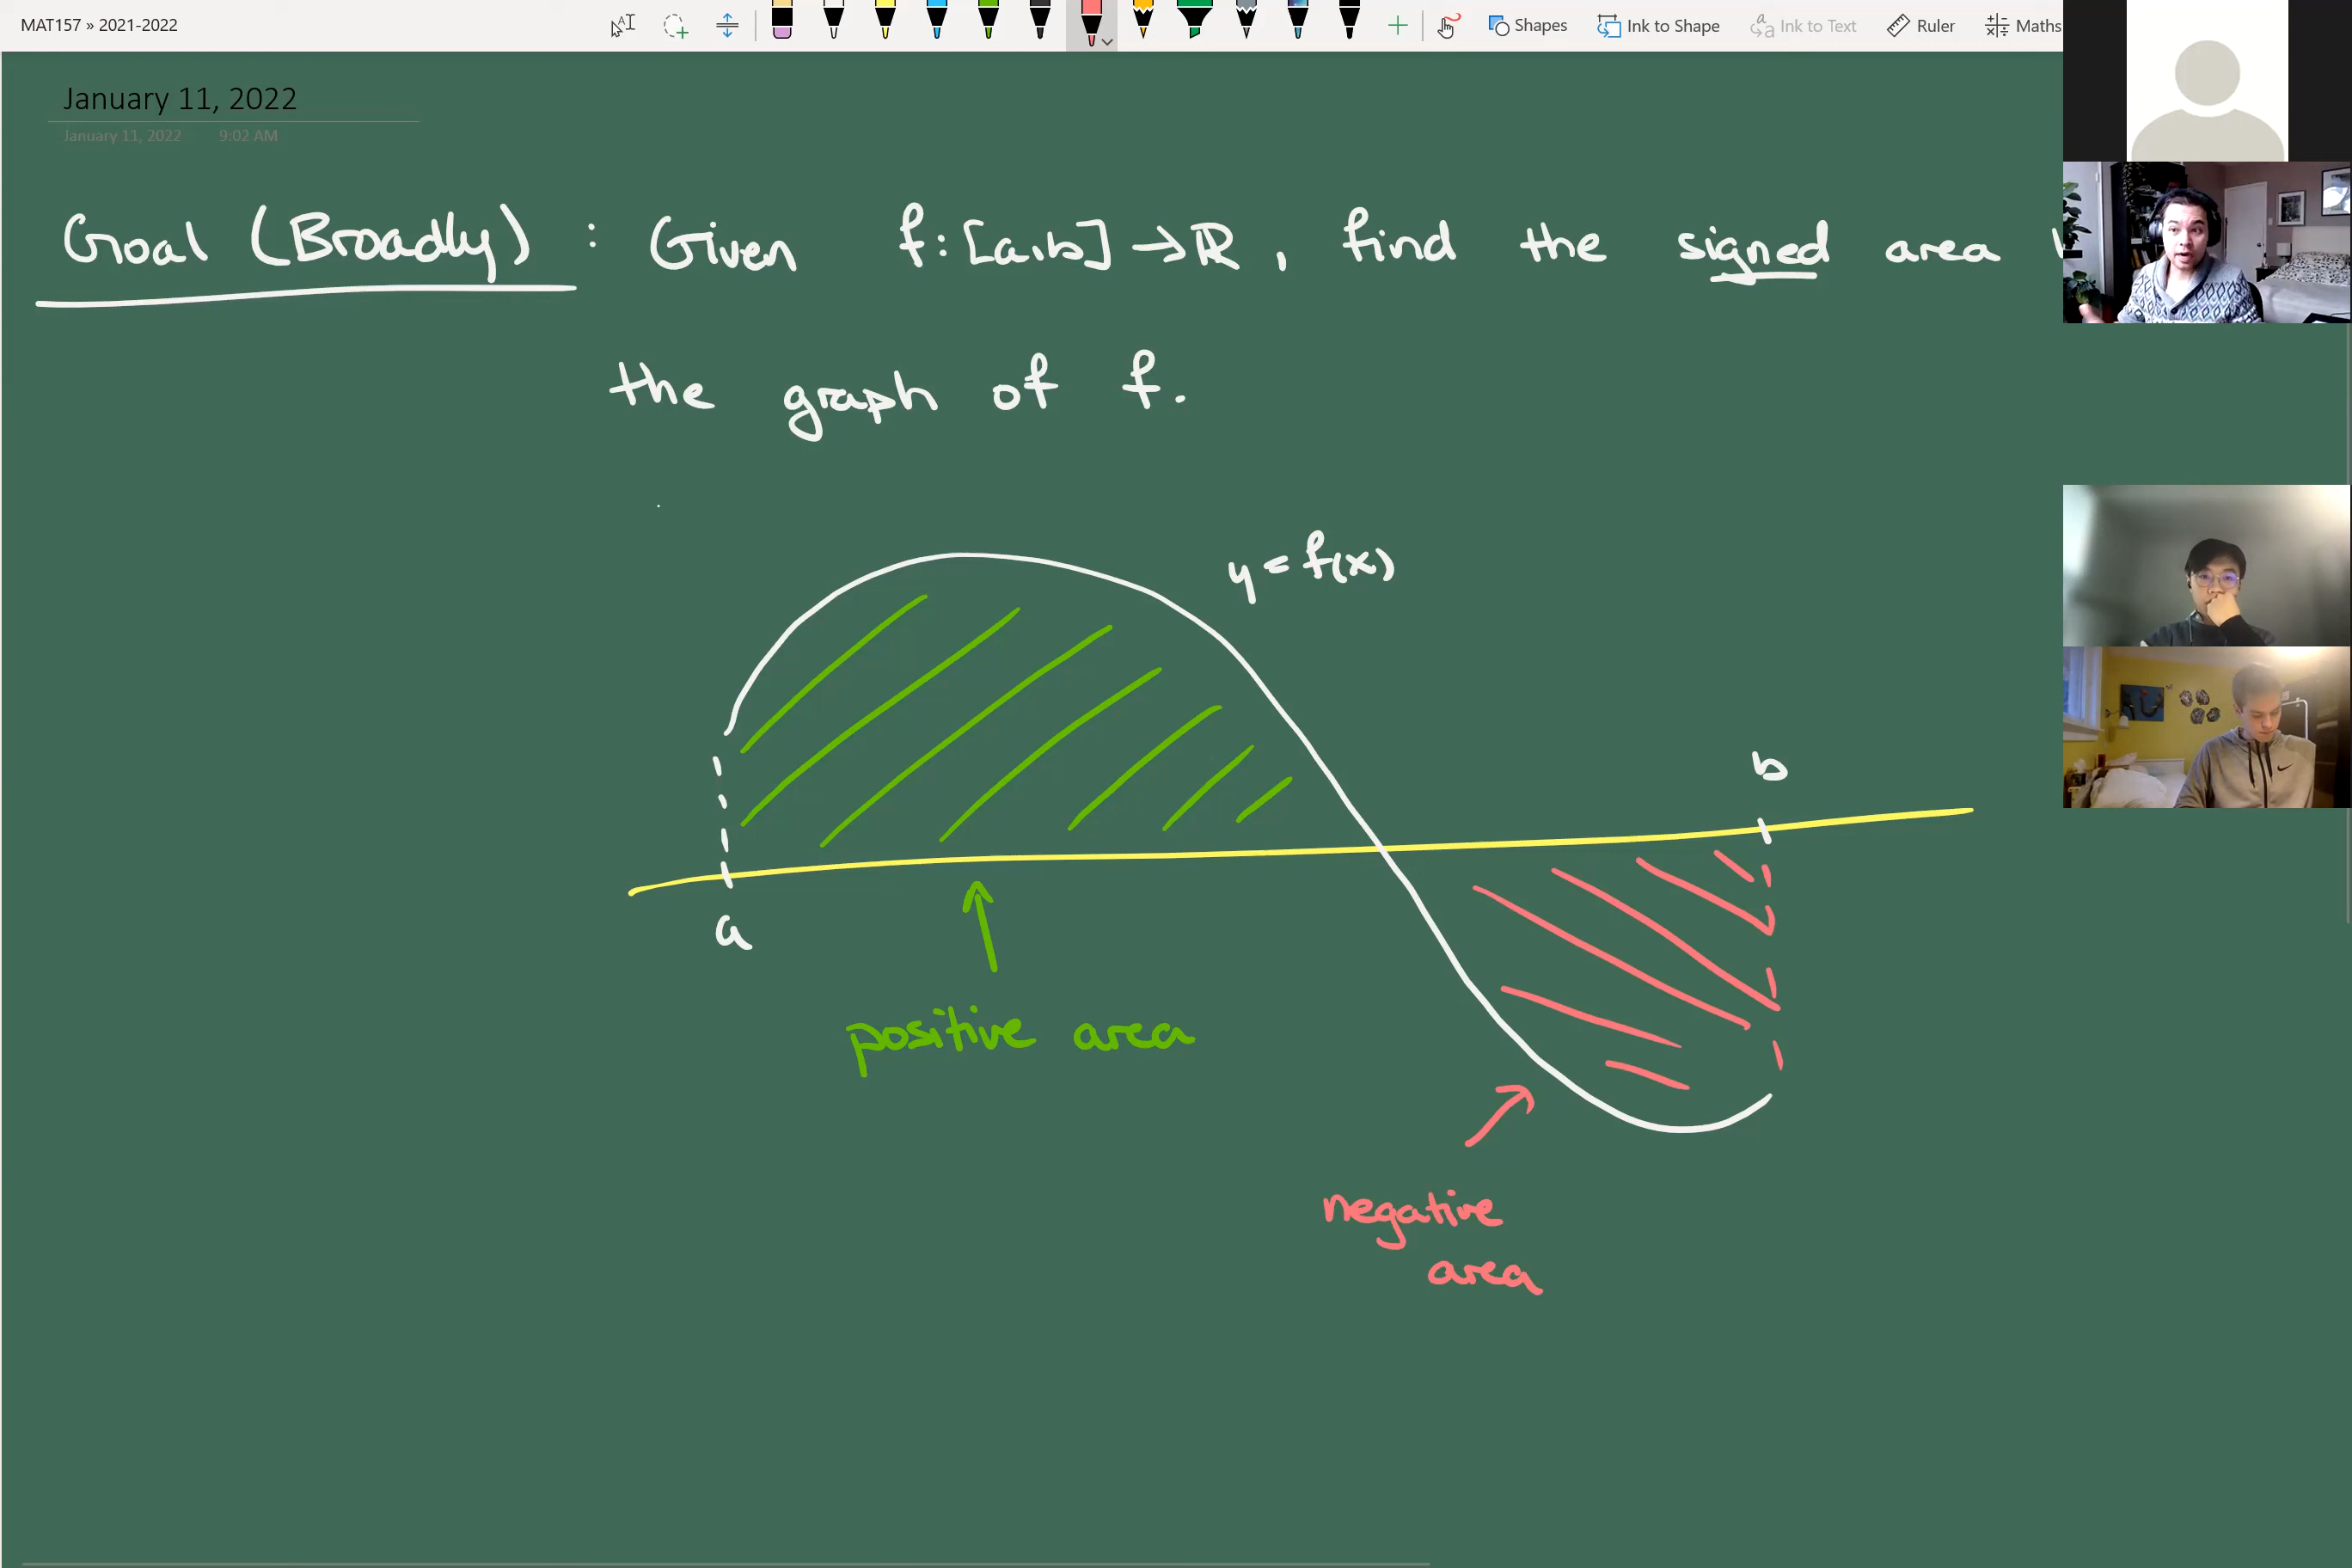 MAT157 » 2021-2022
Shapes Ink to Shape Ink to Text Ruler Maths
January 11, 2022
January 11, 2022 9:02 AM
Goal (Broadly) : Given f: [a,b] → ℝ, find the signed area
the graph of f.
y = f(x)
b
a
positive area
negative
area